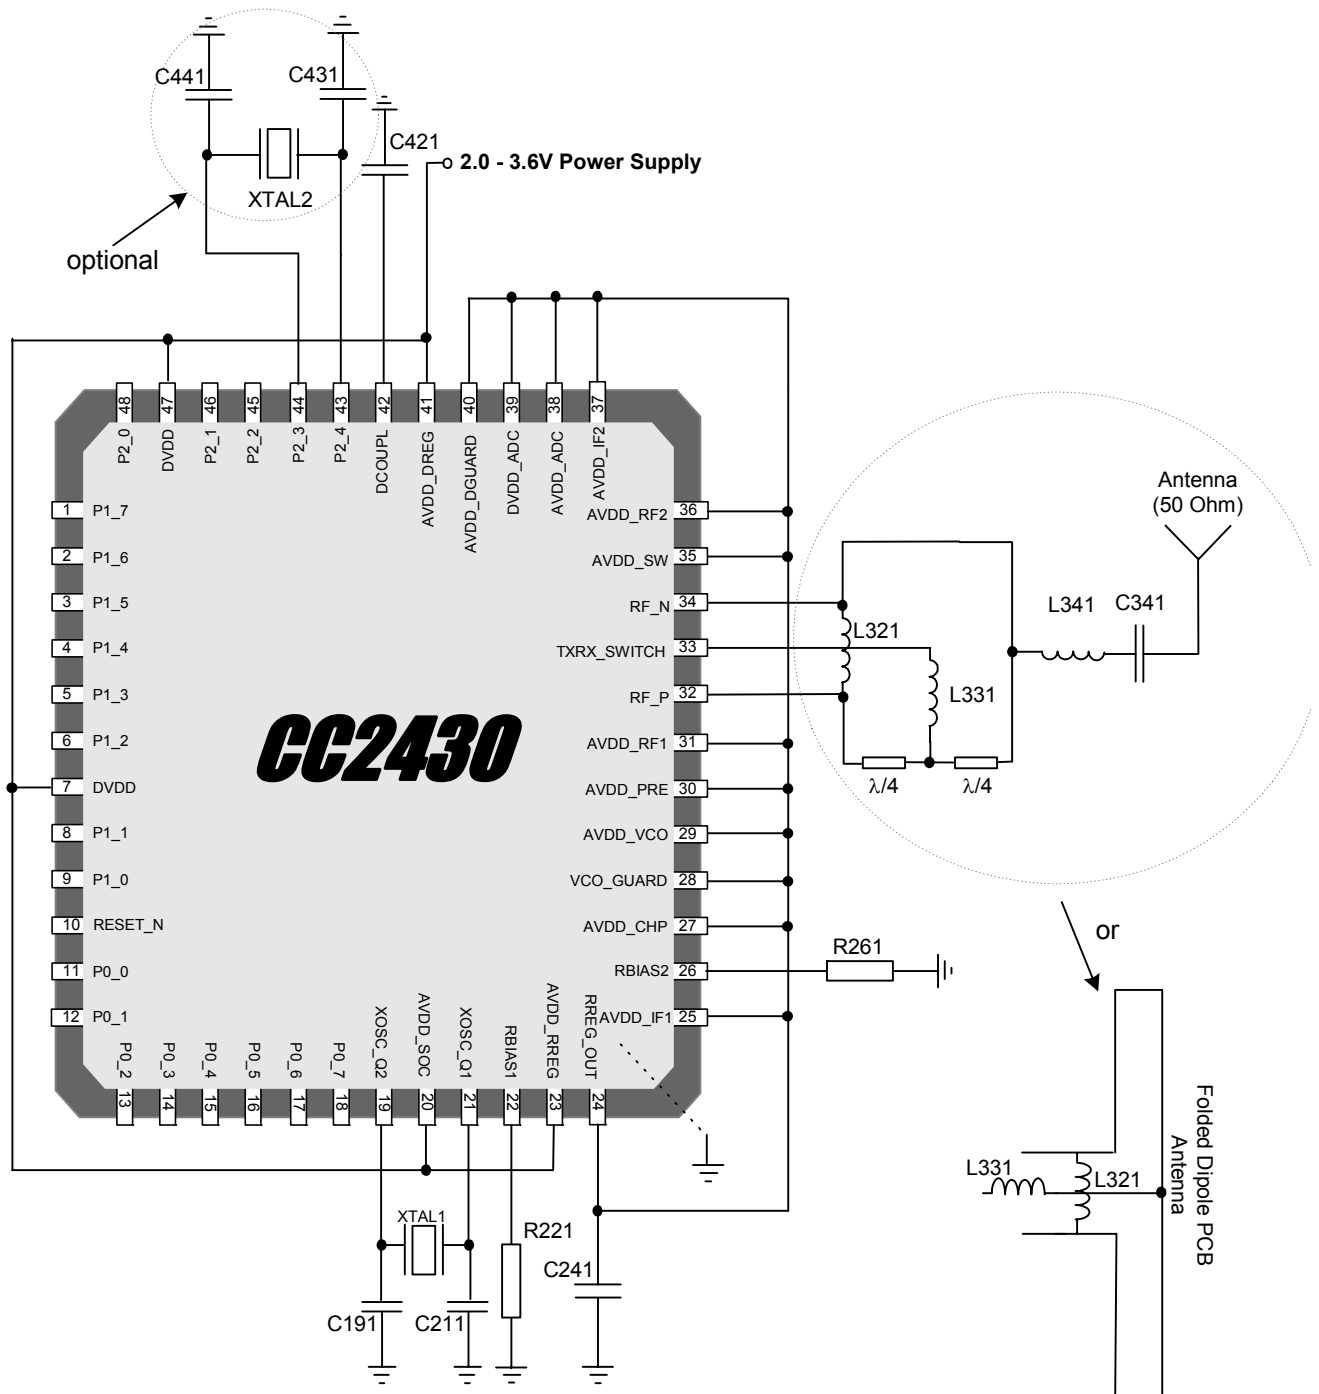 C441
C431
C421
2.0 - 3.6V Power Supply
XTAL2
optional
48
47
46
45
44
43
42
41
40
39
38
37
P2_0
DVDD
P2_1
P2_2
P2_3
P2_4
DCOUPL
AVDD_DREG
AVDD_DGUARD
DVDD_ADC
AVDD_ADC
AVDD_IF2
1 P1_7
2 P1_6
3 P1_5
4 P1_4
5 P1_3
6 P1_2
7 DVDD
8 P1_1
9 P1_0
10 RESET_N
11 P0_0
12 P0_1
CC2430
AVDD_RF2 36
AVDD_SW 35
RF_N 34
TXRX_SWITCH 33
RF_P 32
AVDD_RF1 31
AVDD_PRE 30
AVDD_VCO 29
VCO_GUARD 28
AVDD_CHP 27
RBIAS2 26
AVDD_IF1 25
P0_2
P0_3
P0_4
P0_5
P0_6
P0_7
XOSC_Q2
AVDD_SOC
XOSC_Q1
RBIAS1
AVDD_RREG
RREG_OUT
13
14
15
16
17
18
19
20
21
22
23
24
Antenna
(50 Ohm)
L341
C341
L321
L331
λ/4
λ/4
or
R261
XTAL1
R221
C241
C191
C211
L331
L321
Folded Dipole PCB
Antenna